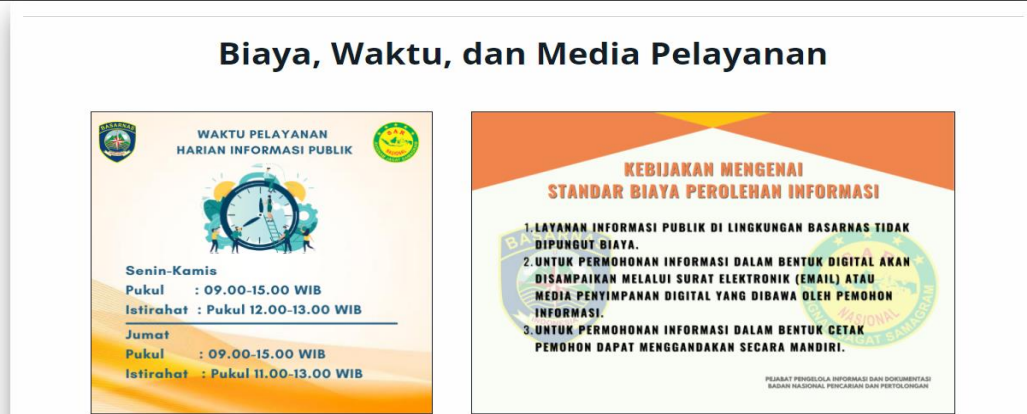 Biaya, Waktu, dan Media Pelayanan
BASARNAS
WAKTU PELAYANAN
HARIAN INFORMASI PUBLIK
SAR
NASIONAL
Senin-Kamis
Pukul : 09.00-15.00 WIB
Istirahat : Pukul 12.00-13.00 WIB
Jumat
Pukul : 09.00-15.00 WIB
Istirahat : Pukul 11.00-13.00 WIB
KEBIJAKAN MENGENAI
STANDAR BIAYA PEROLEHAN INFORMASI
1. LAYANAN INFORMASI PUBLIK DI LINGKUNGAN BASARNAS TIDAK
DIPUNGUT BIAYA.
2. UNTUK PERMOHONAN INFORMASI DALAM BENTUK DIGITAL AKAN
DISAMPAIKAN MELALUI SURAT ELEKTRONIK (EMAIL) ATAU
MEDIA PENYIMPANAN DIGITAL YANG DIBAWA OLEH PEMOHON
INFORMASI.
3. UNTUK PERMOHONAN INFORMASI DALAM BENTUK CETAK
PEMOHON DAPAT MENGGANDAKAN SECARA MANDIRI.
NASIONAL
PEJABAT PENGELOLA INFORMASI DAN DOKUMENTASI
BADAN NASIONAL PENCARIAN DAN PERTOLONGAN